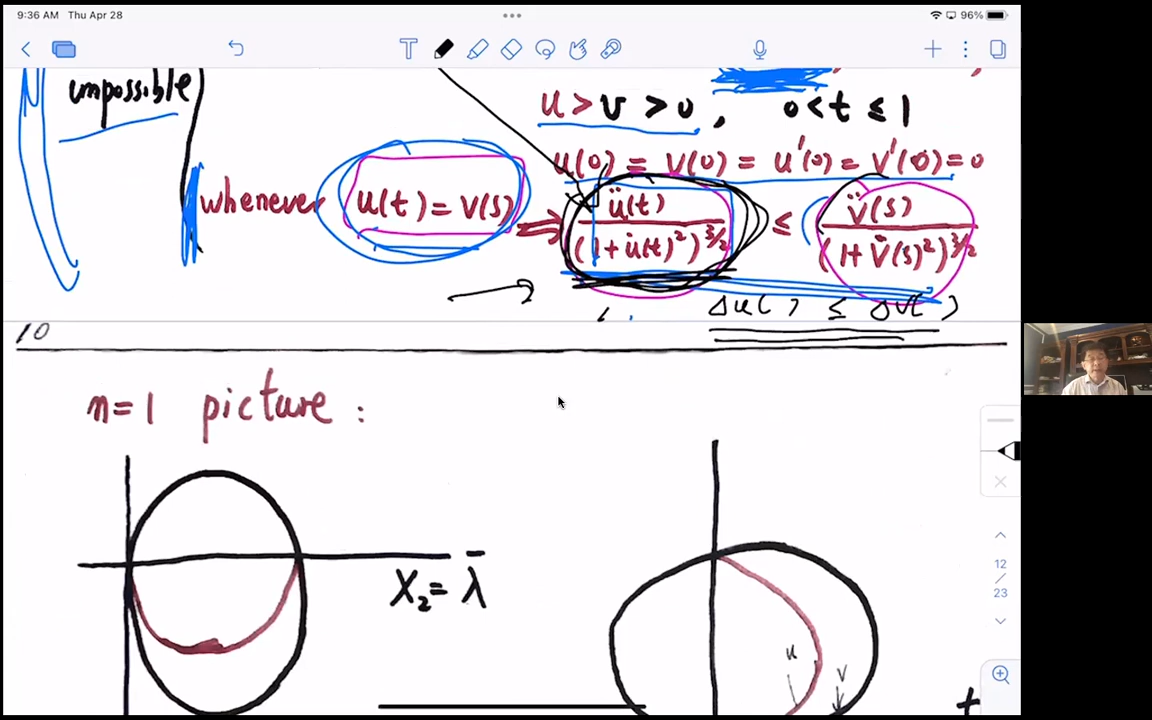 9:36 AM Thu Apr 28
96%
impossible
u > v > 0 , 0 < t ≤ 1
u(0) = v(0) = u'(0) = v'(0) = 0
whenever u(t) = v(s) ⇒ ü(t) / (1 + u̇(t)²)^{3/2} ≤ v̈(s) / (1 + v̇(s)²)^{3/2}
Δu( ) ≤ Δv( )
10
n=1 picture :
X₂ = λ̄
u
v
12
/
23